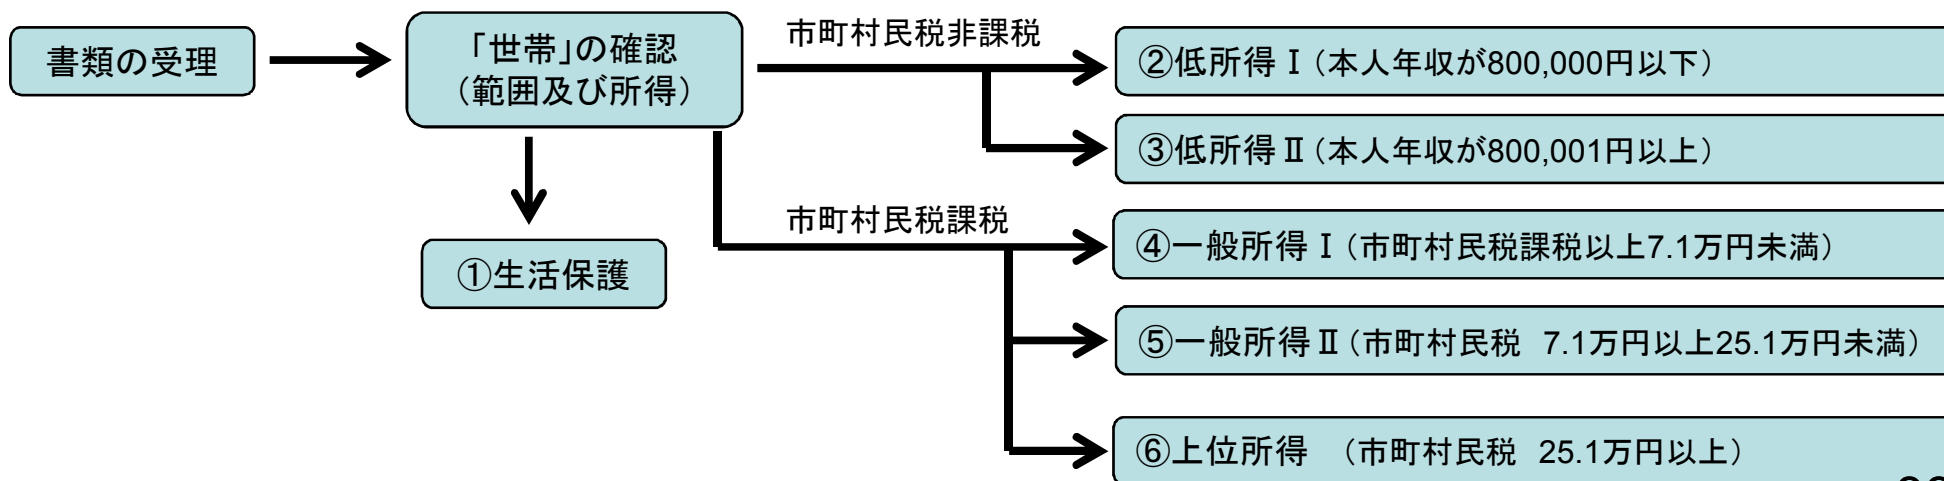 書類の受理
「世帯」の確認
（範囲及び所得）
①生活保護
市町村民税非課税
②低所得Ⅰ（本人年収が800,000円以下）
③低所得Ⅱ（本人年収が800,001円以上）
市町村民税課税
④一般所得Ⅰ（市町村民税課税以上7.1万円未満）
⑤一般所得Ⅱ（市町村民税 7.1万円以上25.1万円未満）
⑥上位所得 （市町村民税 25.1万円以上）